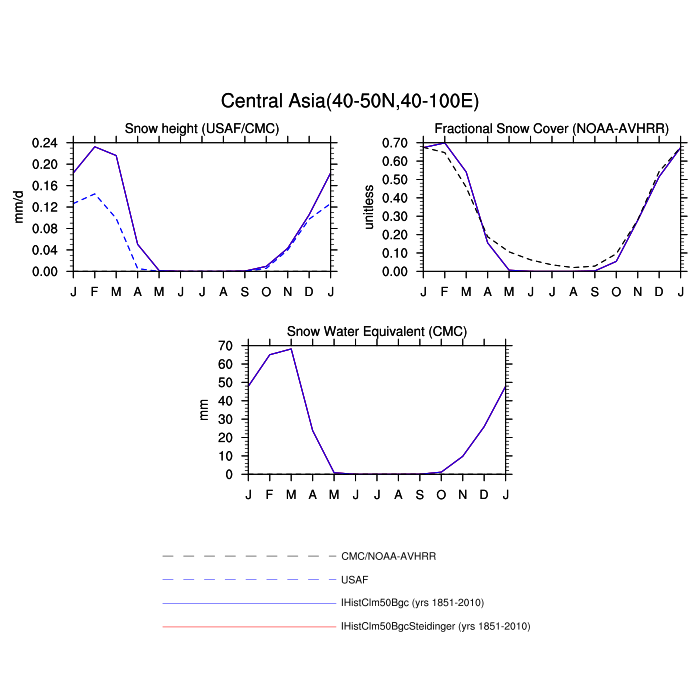 Central Asia(40-50N,40-100E)
Snow height (USAF/CMC)
mm/d
0.24
0.20
0.16
0.12
0.08
0.04
0.00
J F M A M J J A S O N D J
Fractional Snow Cover (NOAA-AVHRR)
unitless
0.70
0.60
0.50
0.40
0.30
0.20
0.10
0.00
J F M A M J J A S O N D J
Snow Water Equivalent (CMC)
mm
70
60
50
40
30
20
10
0
J F M A M J J A S O N D J
CMC/NOAA-AVHRR
USAF
IHistClm50Bgc (yrs 1851-2010)
IHistClm50BgcSteidinger (yrs 1851-2010)